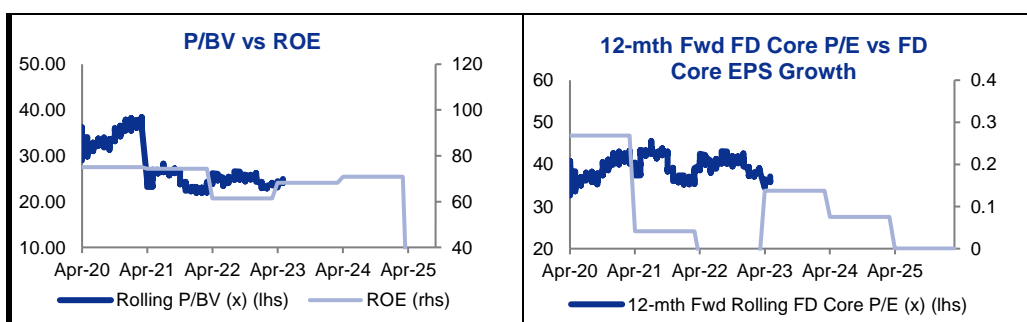 P/BV vs ROE
50.00
40.00
30.00
20.00
10.00
120
100
80
60
40
Apr-20 Apr-21 Apr-22 Apr-23 Apr-24 Apr-25
Rolling P/BV (x) (lhs) ROE (rhs)
12-mth Fwd FD Core P/E vs FD
Core EPS Growth
60
50
40
30
20
0.4
0.3
0.2
0.1
0
Apr-20 Apr-21 Apr-22 Apr-23 Apr-24 Apr-25
12-mth Fwd Rolling FD Core P/E (x) (lhs)